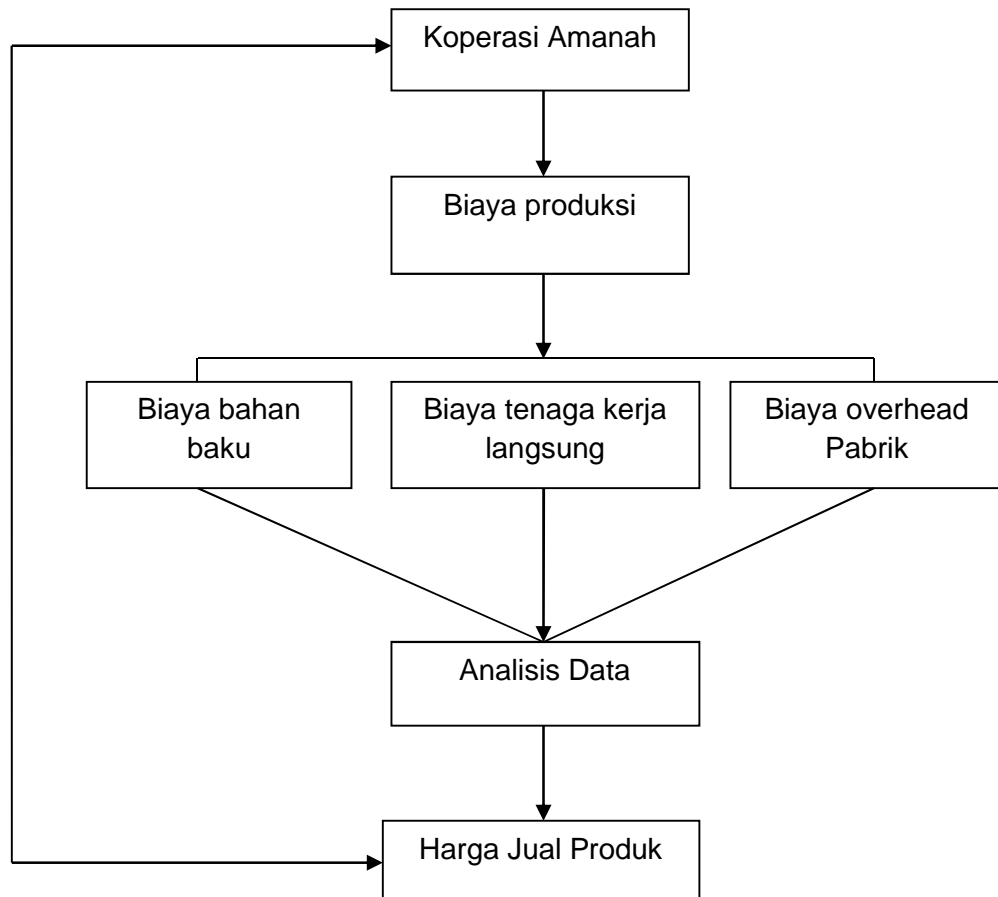 Koperasi Amanah
Biaya produksi
Biaya bahan
baku
Biaya tenaga kerja
langsung
Biaya overhead
Pabrik
Analisis Data
Harga Jual Produk